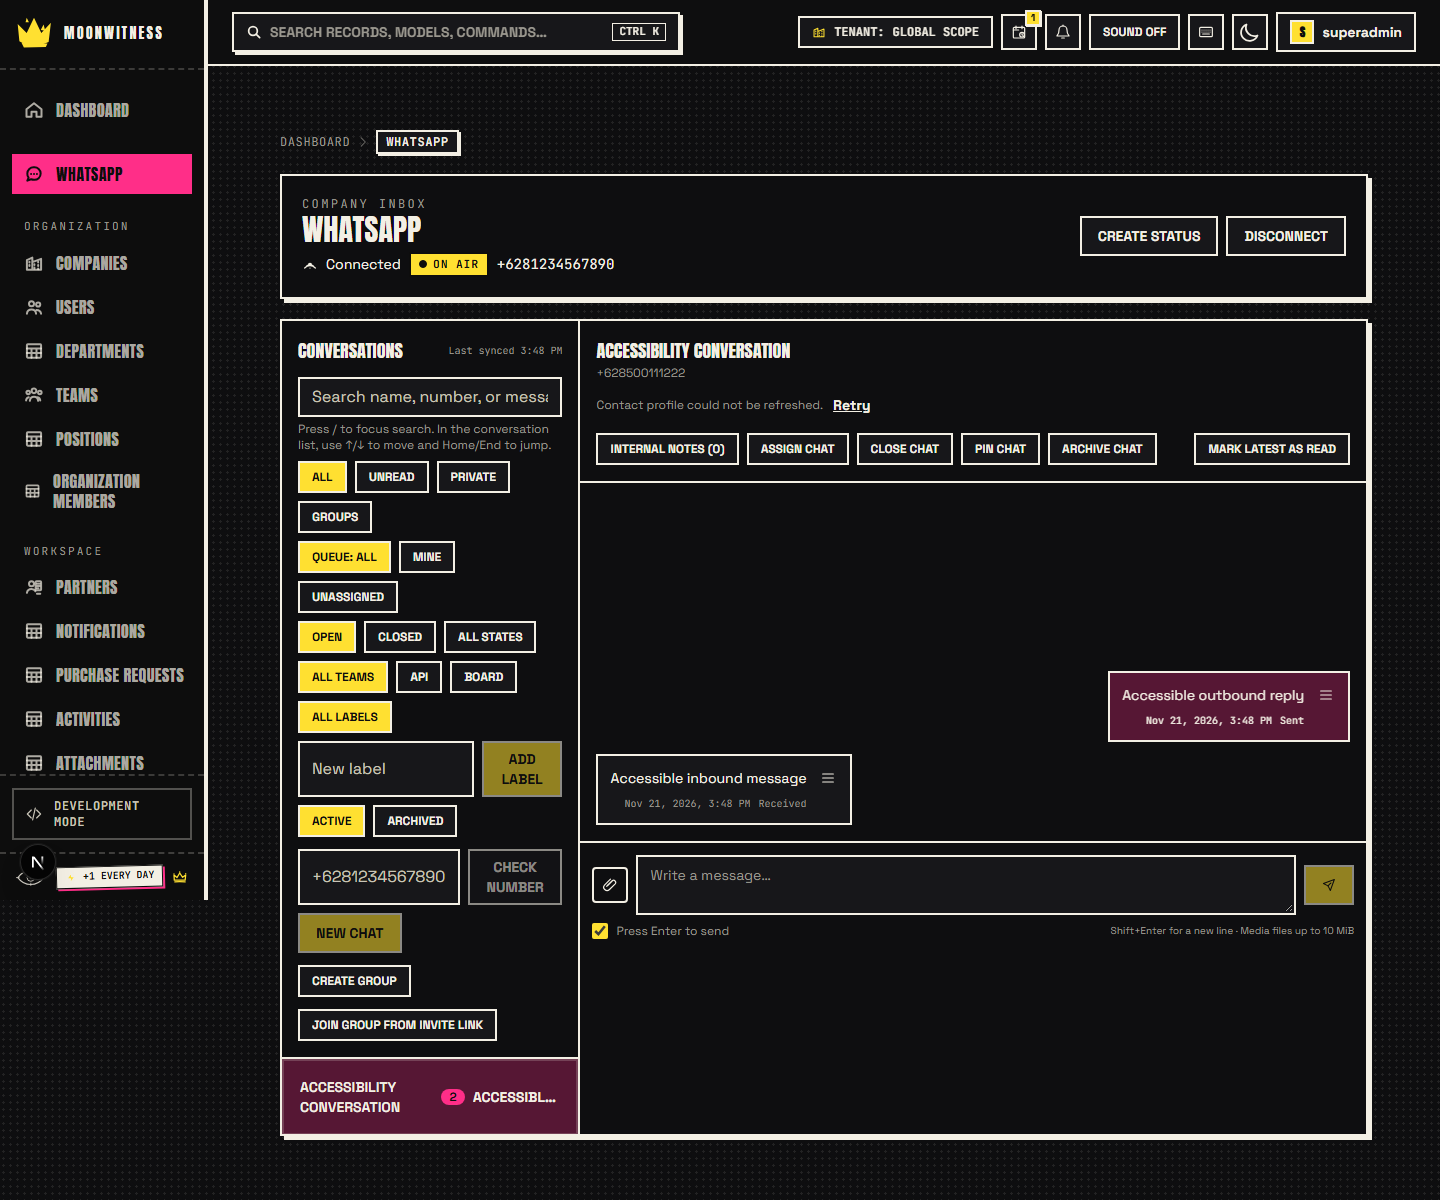 MOONWITNESS
SEARCH RECORDS, MODELS, COMMANDS...
CTRL K
TENANT: GLOBAL SCOPE
1
SOUND OFF
S
superadmin
DASHBOARD
WHATSAPP
ORGANIZATION
COMPANIES
USERS
DEPARTMENTS
TEAMS
POSITIONS
ORGANIZATION
MEMBERS
WORKSPACE
PARTNERS
NOTIFICATIONS
PURCHASE REQUESTS
ACTIVITIES
ATTACHMENTS
DEVELOPMENT
MODE
N
+1 EVERY DAY
DASHBOARD
WHATSAPP
COMPANY INBOX
WHATSAPP
Connected
ON AIR
+6281234567890
CREATE STATUS
DISCONNECT
CONVERSATIONS
Last synced 3:48 PM
Search name, number, or messa
Press / to focus search. In the conversation
list, use ↑/↓ to move and Home/End to jump.
ALL
UNREAD
PRIVATE
GROUPS
QUEUE: ALL
MINE
UNASSIGNED
OPEN
CLOSED
ALL STATES
ALL TEAMS
API
BOARD
ALL LABELS
New label
ADD
LABEL
ACTIVE
ARCHIVED
+6281234567890
CHECK
NUMBER
NEW CHAT
CREATE GROUP
JOIN GROUP FROM INVITE LINK
ACCESSIBILITY
CONVERSATION
2
ACCESSIBL...
ACCESSIBILITY CONVERSATION
+628500111222
Contact profile could not be refreshed.
Retry
INTERNAL NOTES (0)
ASSIGN CHAT
CLOSE CHAT
PIN CHAT
ARCHIVE CHAT
MARK LATEST AS READ
Accessible outbound reply
Nov 21, 2026, 3:48 PM Sent
Accessible inbound message
Nov 21, 2026, 3:48 PM Received
Write a message...
Press Enter to send
Shift+Enter for a new line · Media files up to 10 MiB